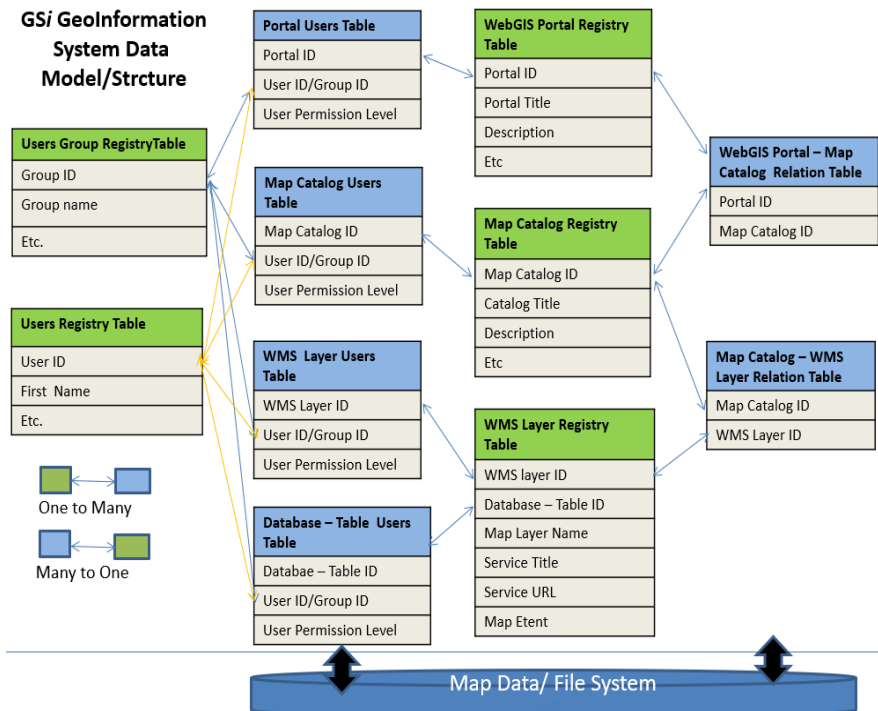 GSi GeoInformation
System Data
Model/Strcture
Users Group RegistryTable
Group ID
Group name
Etc.
Users Registry Table
User ID
First Name
Etc.
One to Many
Many to One
Portal Users Table
Portal ID
User ID/Group ID
User Permission Level
Map Catalog Users
Table
Map Catalog ID
User ID/Group ID
User Permission Level
WMS Layer Users
Table
WMS Layer ID
User ID/Group ID
User Permission Level
Database – Table Users
Table
Databae – Table ID
User ID/Group ID
User Permission Level
WebGIS Portal Registry
Table
Portal ID
Portal Title
Description
Etc
Map Catalog Registry
Table
Map Catalog ID
Catalog Title
Description
Etc
WMS Layer Registry
Table
WMS layer ID
Database – Table ID
Map Layer Name
Service Title
Service URL
Map Etent
WebGIS Portal – Map
Catalog Relation Table
Portal ID
Map Catalog ID
Map Catalog – WMS
Layer Relation Table
Map Catalog ID
WMS Layer ID
Map Data/ File System